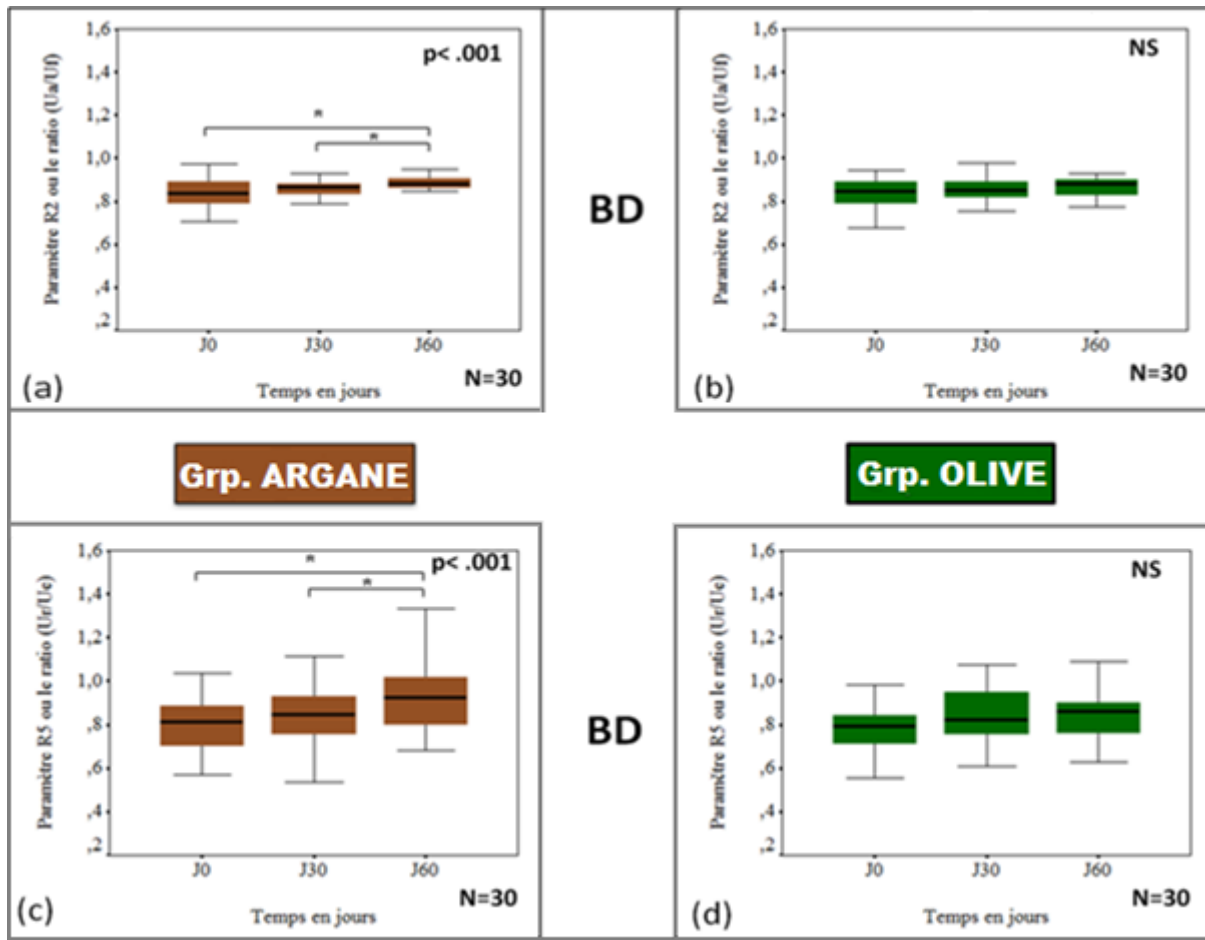 Paramètre R2 ou le ratio (Ua/Uf)
1,6
1,4
1,2
1,0
,8
,6
,4
,2
p< .001
*
*
J0 J30 J60
Temps en jours
N=30
(a)
BD
Paramètre R2 ou le ratio (Ua/Uf)
1,6
1,4
1,2
1,0
,8
,6
,4
,2
NS
J0 J30 J60
Temps en jours
N=30
(b)
Grp. ARGANE
Grp. OLIVE
Paramètre R5 ou le ratio (Ur/Ue)
1,6
1,4
1,2
1,0
,8
,6
,4
,2
p< .001
*
*
J0 J30 J60
Temps en jours
N=30
(c)
BD
Paramètre R5 ou le ratio (Ur/Ue)
1,6
1,4
1,2
1,0
,8
,6
,4
,2
NS
J0 J30 J60
Temps en jours
N=30
(d)